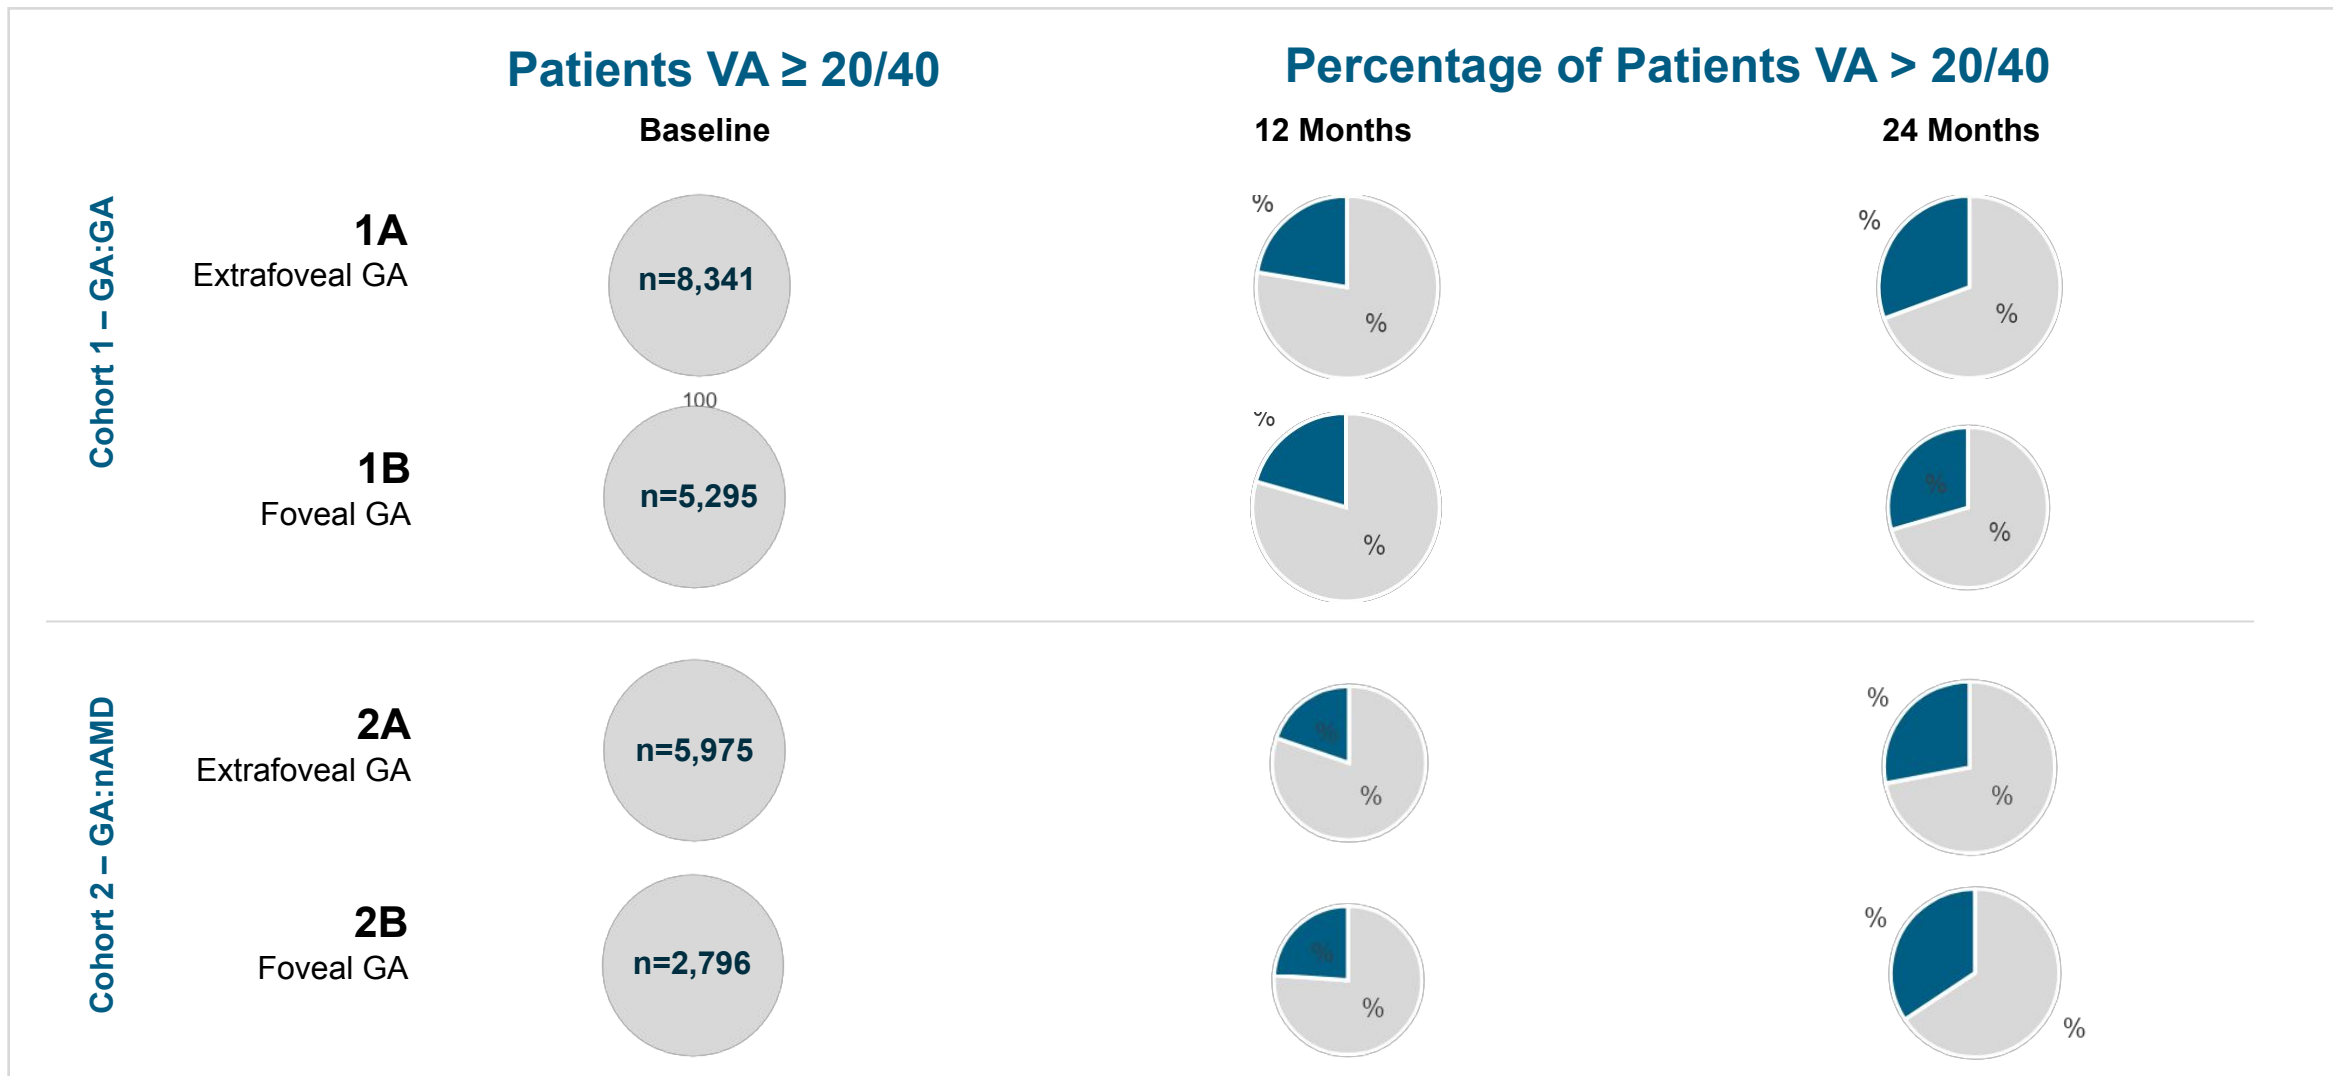 Patients VA ≥ 20/40
Percentage of Patients VA > 20/40
Baseline
12 Months
24 Months
Cohort 1 – GA:GA
1A
Extrafoveal GA
n=8,341
%
%
%
%
100
1B
Foveal GA
n=5,295
%
%
%
%
Cohort 2 – GA:nAMD
2A
Extrafoveal GA
n=5,975
%
%
%
%
2B
Foveal GA
n=2,796
%
%
%
%